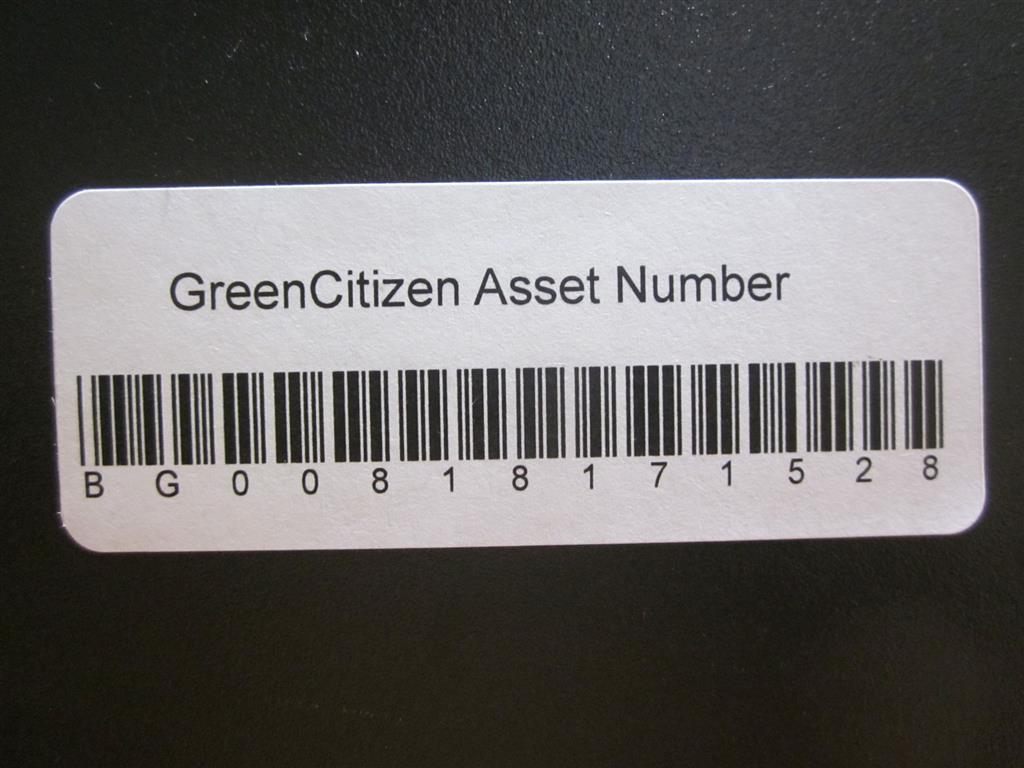 GreenCitizen Asset Number
B G 0 0 8 1 8 1 7 1 5 2 8